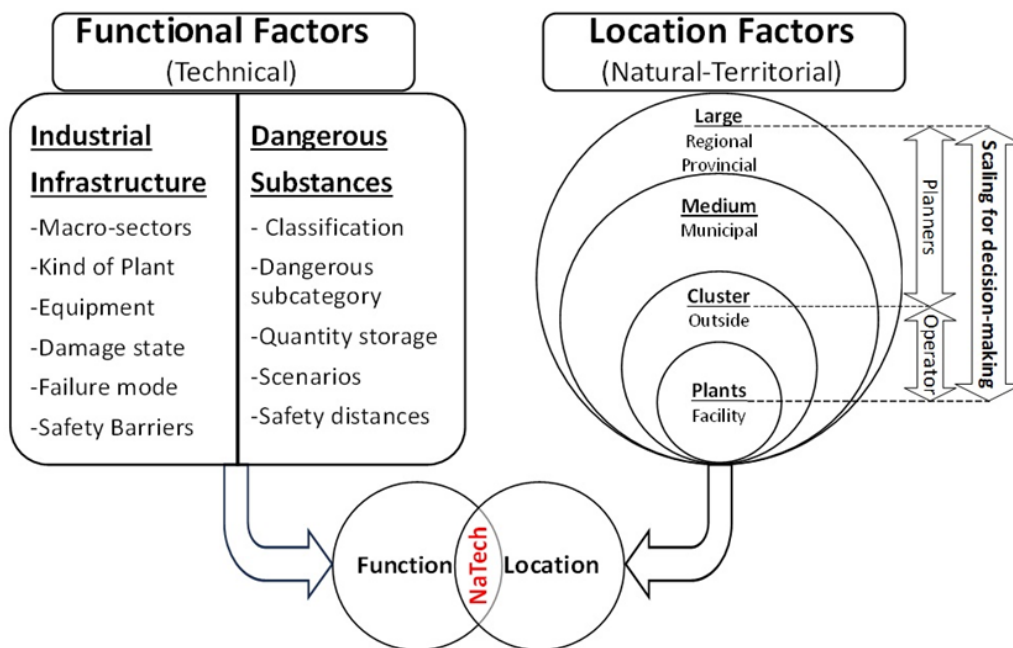 Functional Factors
(Technical)
Industrial
Infrastructure
-Macro-sectors
-Kind of Plant
-Equipment
-Damage state
-Failure mode
-Safety Barriers
Dangerous
Substances
- Classification
-Dangerous
subcategory
-Quantity storage
-Scenarios
-Safety distances
Location Factors
(Natural-Territorial)
Large
Regional
Provincial
Medium
Municipal
Cluster
Outside
Plants
Facility
Planners
Operator
Scaling for decision-making
Function
NaTech
Location